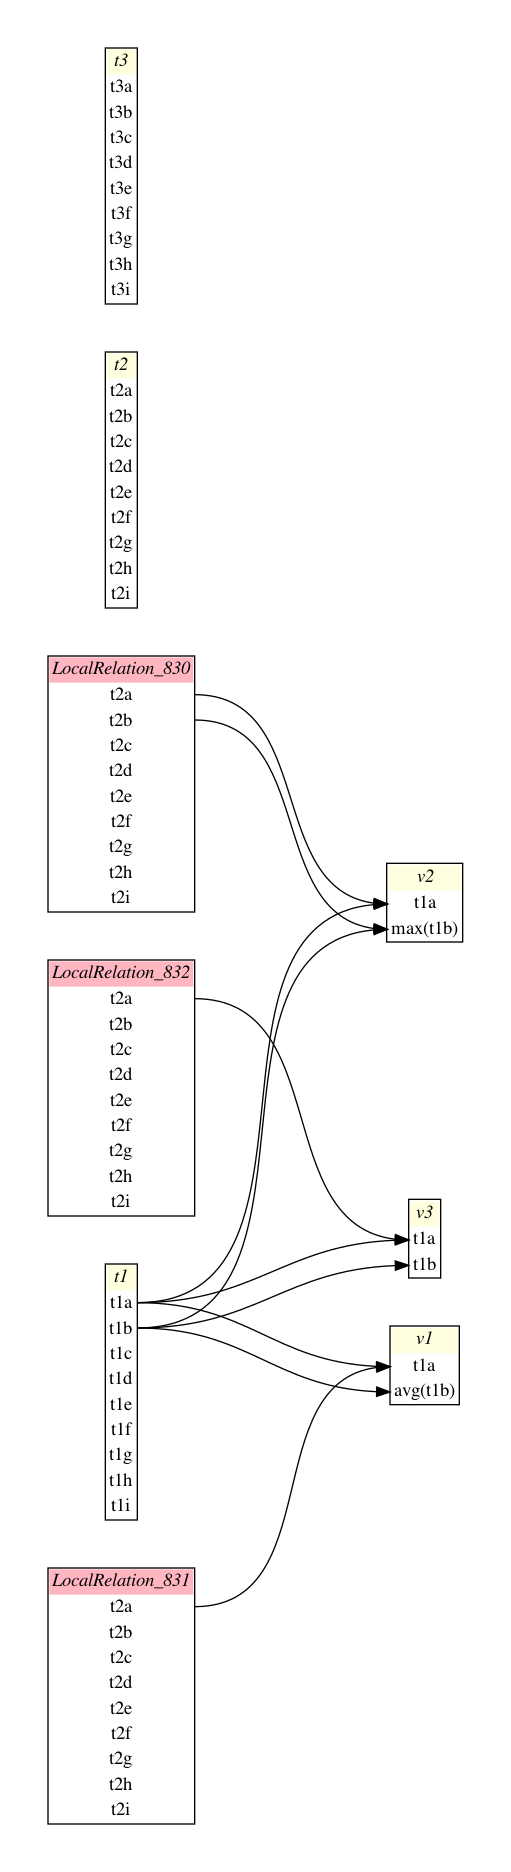 t3
t3a
t3b
t3c
t3d
t3e
t3f
t3g
t3h
t3i
t2
t2a
t2b
t2c
t2d
t2e
t2f
t2g
t2h
t2i
LocalRelation_830
t2a
t2b
t2c
t2d
t2e
t2f
t2g
t2h
t2i
LocalRelation_832
t2a
t2b
t2c
t2d
t2e
t2f
t2g
t2h
t2i
t1
t1a
t1b
t1c
t1d
t1e
t1f
t1g
t1h
t1i
LocalRelation_831
t2a
t2b
t2c
t2d
t2e
t2f
t2g
t2h
t2i
v2
t1a
max(t1b)
v3
t1a
t1b
v1
t1a
avg(t1b)